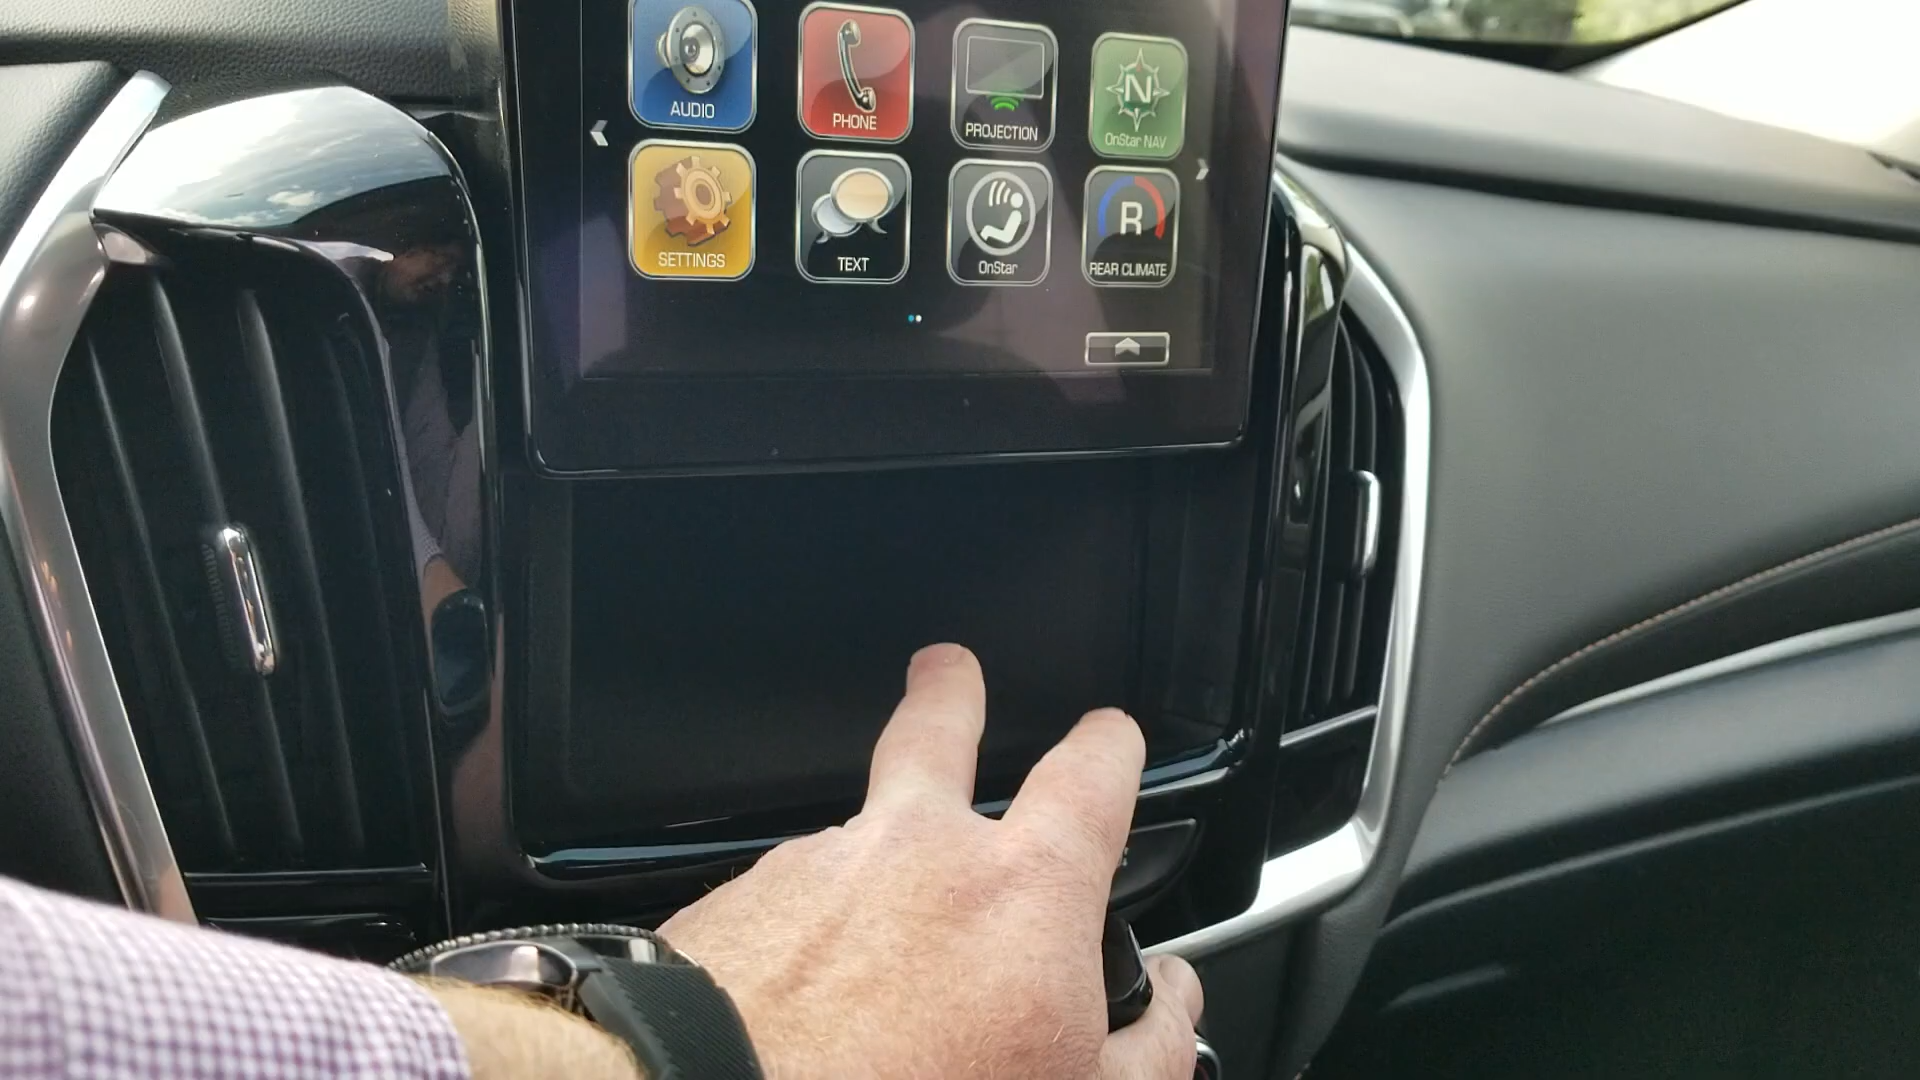 AUDIO
PHONE
PROJECTION
N
OnStar NAV
SETTINGS
TEXT
OnStar
R
REAR CLIMATE